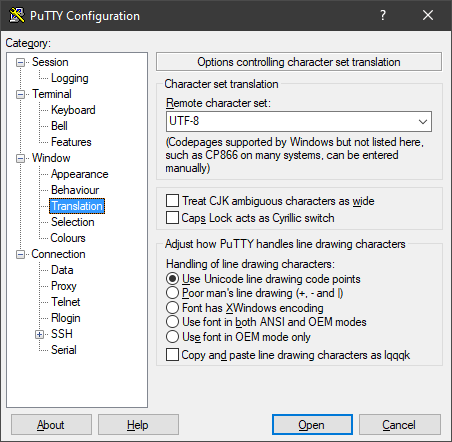 PuTTY Configuration
? ×
Category:
Session
Logging
Terminal
Keyboard
Bell
Features
Window
Appearance
Behaviour
Translation
Selection
Colours
Connection
Data
Proxy
Telnet
Rlogin
SSH
Serial
Options controlling character set translation
Character set translation
Remote character set:
UTF-8
(Codepages supported by Windows but not listed here,
such as CP866 on many systems, can be entered
manually)
Treat CJK ambiguous characters as wide
Caps Lock acts as Cyrillic switch
Adjust how PuTTY handles line drawing characters
Handling of line drawing characters:
Use Unicode line drawing code points
Poor man's line drawing (+, - and |)
Font has XWindows encoding
Use font in both ANSI and OEM modes
Use font in OEM mode only
Copy and paste line drawing characters as lqqqk
About
Help
Open
Cancel